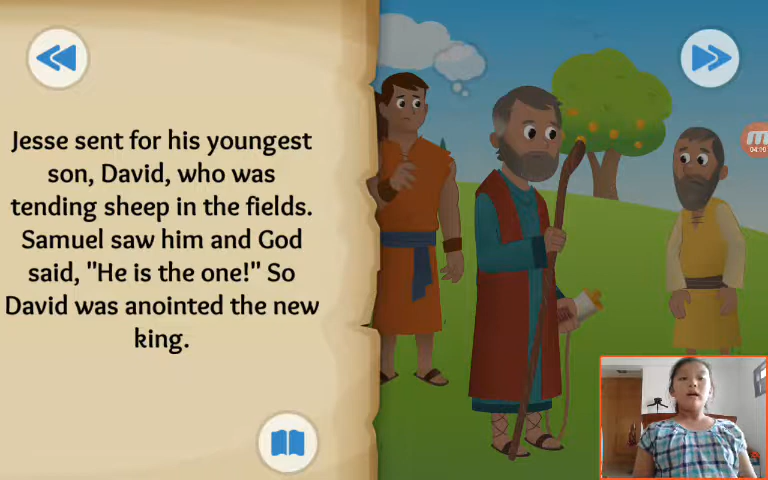 Jesse sent for his youngest
son, David, who was
tending sheep in the fields.
Samuel saw him and God
said, "He is the one!" So
David was anointed the new
king.